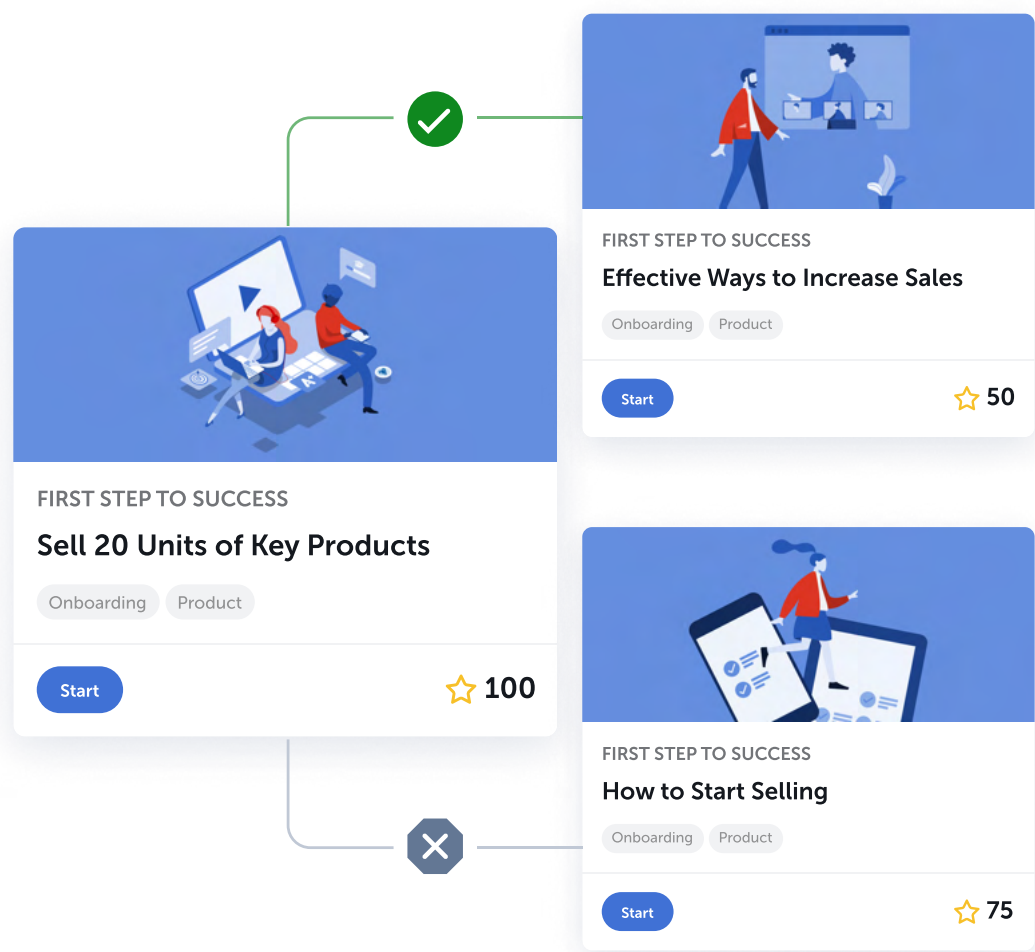 FIRST STEP TO SUCCESS
Sell 20 Units of Key Products
Onboarding Product
Start 100
FIRST STEP TO SUCCESS
Effective Ways to Increase Sales
Onboarding Product
Start 50
FIRST STEP TO SUCCESS
How to Start Selling
Onboarding Product
Start 75